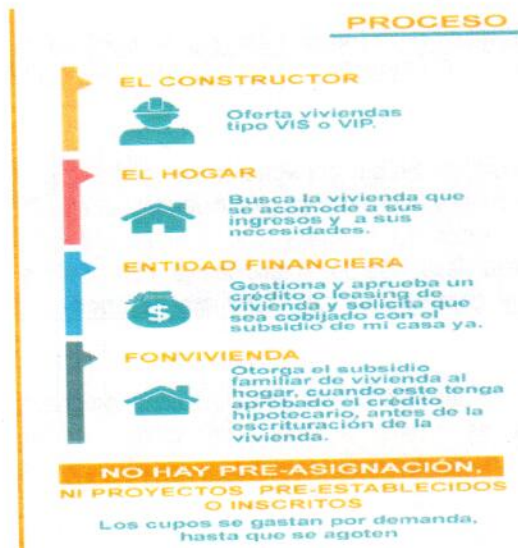 PROCESO
EL CONSTRUCTOR
Oferta viviendas
tipo VIS o VIP.
EL HOGAR
Busca la vivienda que
se acomode a sus
ingresos y a sus
necesidades.
ENTIDAD FINANCIERA
Gestiona y aprueba un
crédito o leasing de
vivienda y solicita que
sea cobijado con el
subsidio de mi casa ya.
$
FONVIVIENDA
Otorga el subsidio
familiar de vivienda al
hogar, cuando este tenga
aprobado el crédito
hipotecario, antes de la
escrituración de la
vivienda.
NO HAY PRE-ASIGNACIÓN,
NI PROYECTOS PRE-ESTABLECIDOS
O INSCRITOS
Los cupos se gastan por demanda,
hasta que se agoten